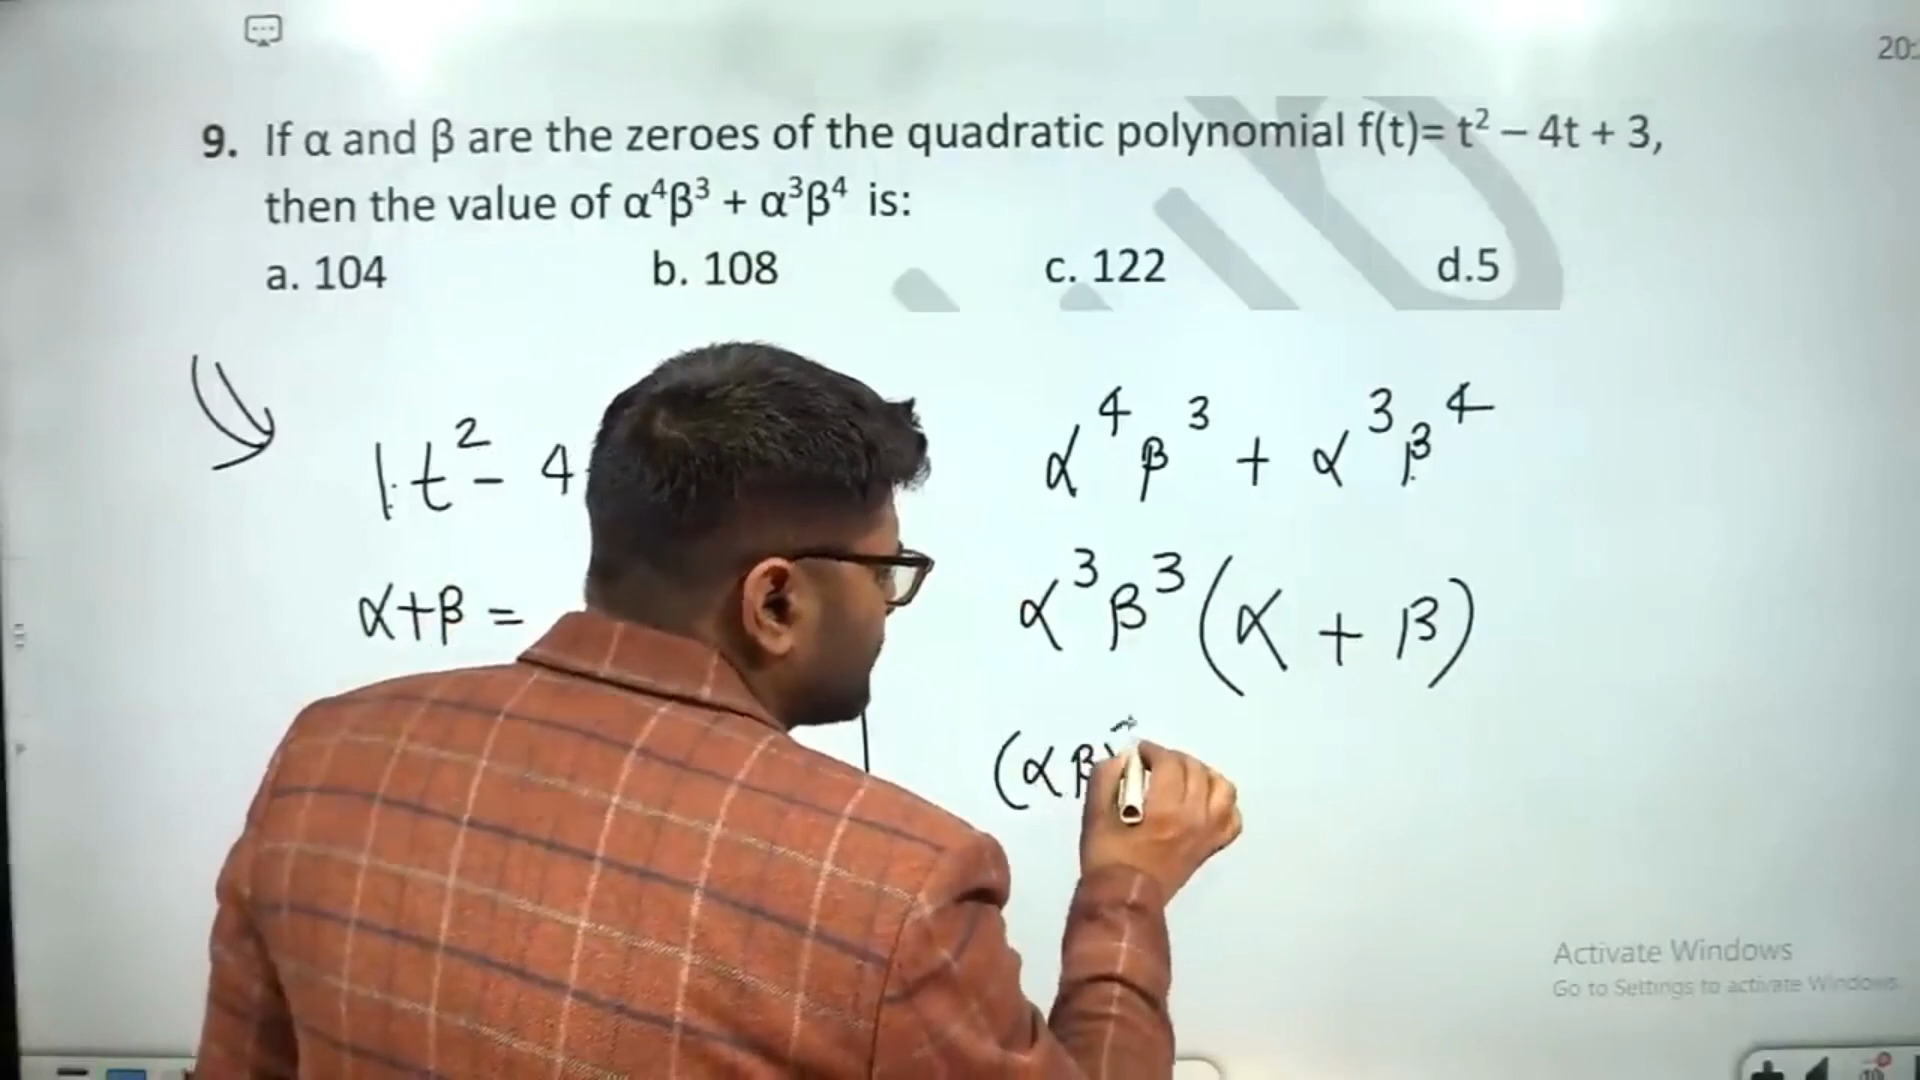 20:
9. If α and β are the zeroes of the quadratic polynomial f(t)= t² – 4t + 3,
then the value of α⁴β³ + α³β⁴ is:
a. 104 b. 108 c. 122 d.5
1.t² - 4
α⁴β³ + α³β⁴
α+β =
α³β³(α + β)
(αβ)
Activate Windows
Go to Settings to activate Windows.